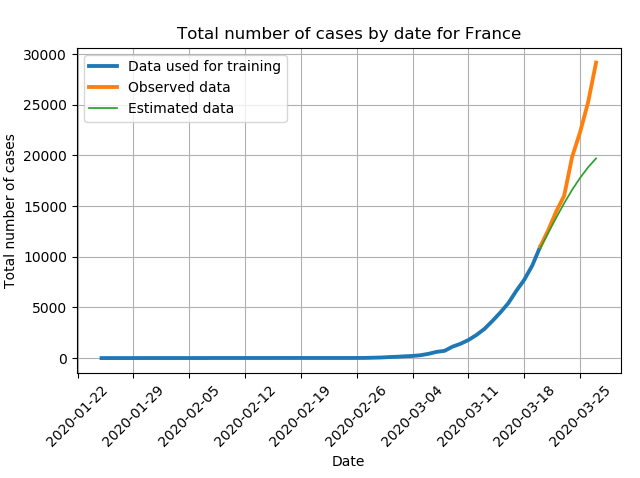 Total number of cases by date for France
30000
25000
20000
15000
10000
5000
0
Total number of cases
Data used for training
Observed data
Estimated data
2020-01-22
2020-01-29
2020-02-05
2020-02-12
2020-02-19
2020-02-26
2020-03-04
2020-03-11
2020-03-18
2020-03-25
Date